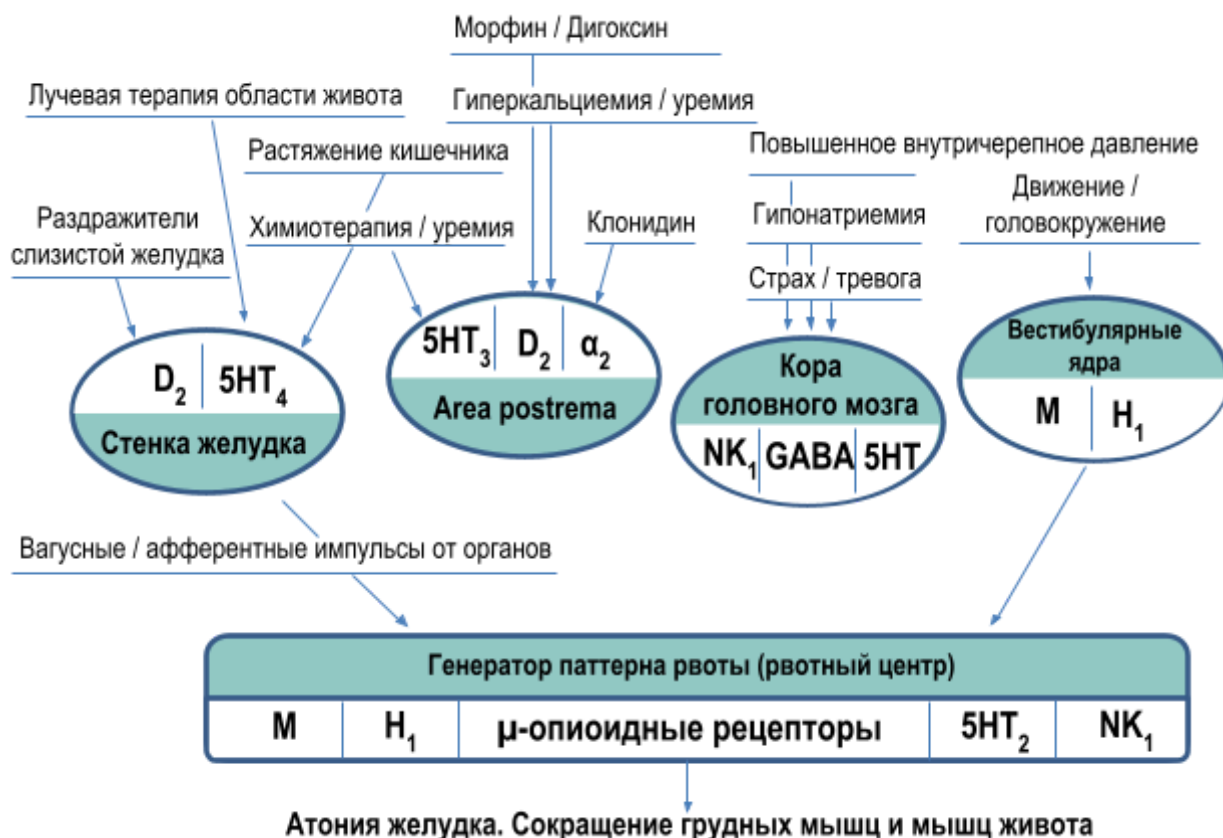 Морфин / Дигоксин
Лучевая терапия области живота
Гиперкальциемия / уремия
Растяжение кишечника
Повышенное внутричерепное давление
Движение /
головокружение
Раздражители
слизистой желудка
Химиотерапия / уремия
Клонидин
Гипонатриемия
Страх / тревога
D₂
5HT₄
Стенка желудка
5HT₃
D₂
α₂
Area postrema
Кора
головного мозга
NK₁
GABA
5HT
Вестибулярные
ядра
M
H₁
Вагусные / афферентные импульсы от органов
Генератор паттерна рвоты (рвотный центр)
M
H₁
μ-опиоидные рецепторы
5HT₂
NK₁
Атония желудка. Сокращение грудных мышц и мышц живота